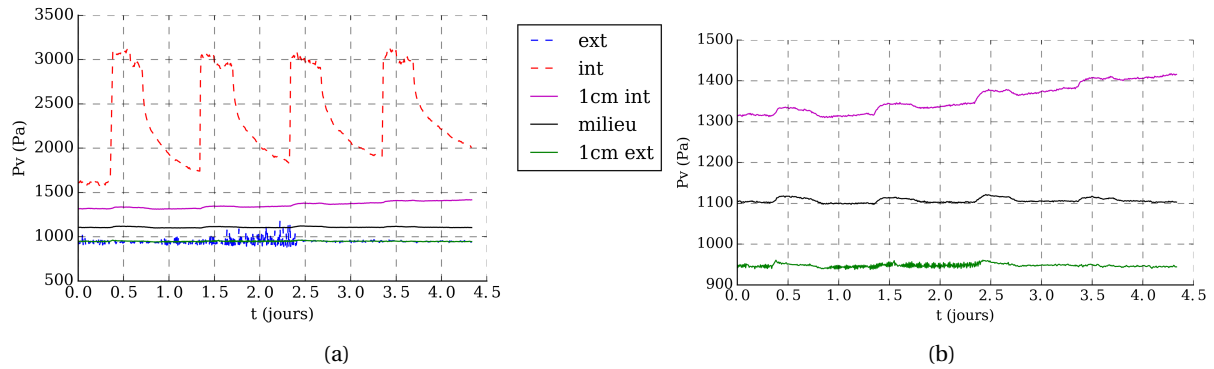 3500
3000
2500
2000
1500
1000
500
Pv (Pa)
0.0 0.5 1.0 1.5 2.0 2.5 3.0 3.5 4.0 4.5
t (jours)
(a)
ext
int
1cm int
milieu
1cm ext
1500
1400
1300
1200
1100
1000
900
Pv (Pa)
0.0 0.5 1.0 1.5 2.0 2.5 3.0 3.5 4.0 4.5
t (jours)
(b)